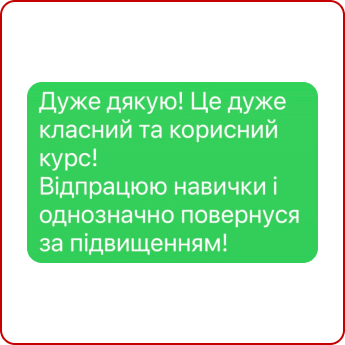 Дуже дякую! Це дуже
класний та корисний
курс!
Відпрацюю навички і
однозначно повернуся
за підвищенням!